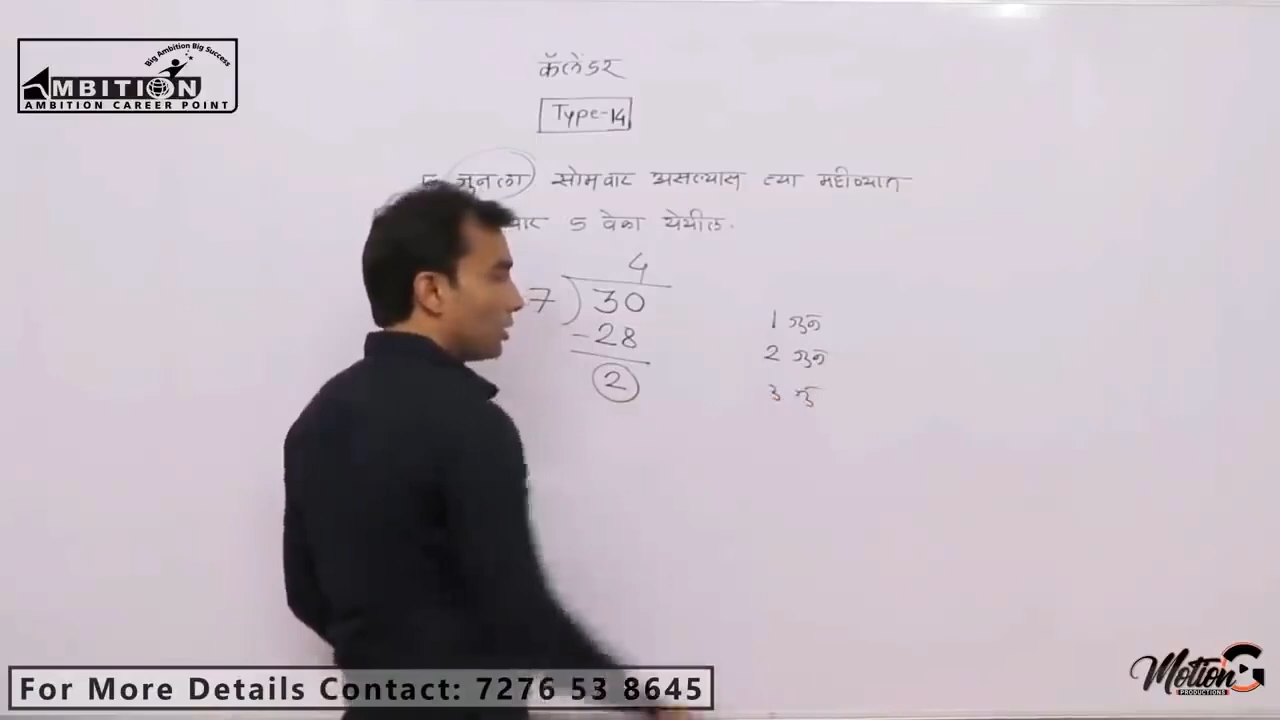 Big Ambition Big Success
AMBITION
AMBITION CAREER POINT
कॅलेंडर
Type-14
जुनला सोमवार असल्यास त्या महीन्यात
वार 5 वेळा येथील.
4
7 ) 30
- 28
2
1 जुन
2 जुन
3 जु
For More Details Contact: 7276 53 8645
Motion G
PRODUCTIONS